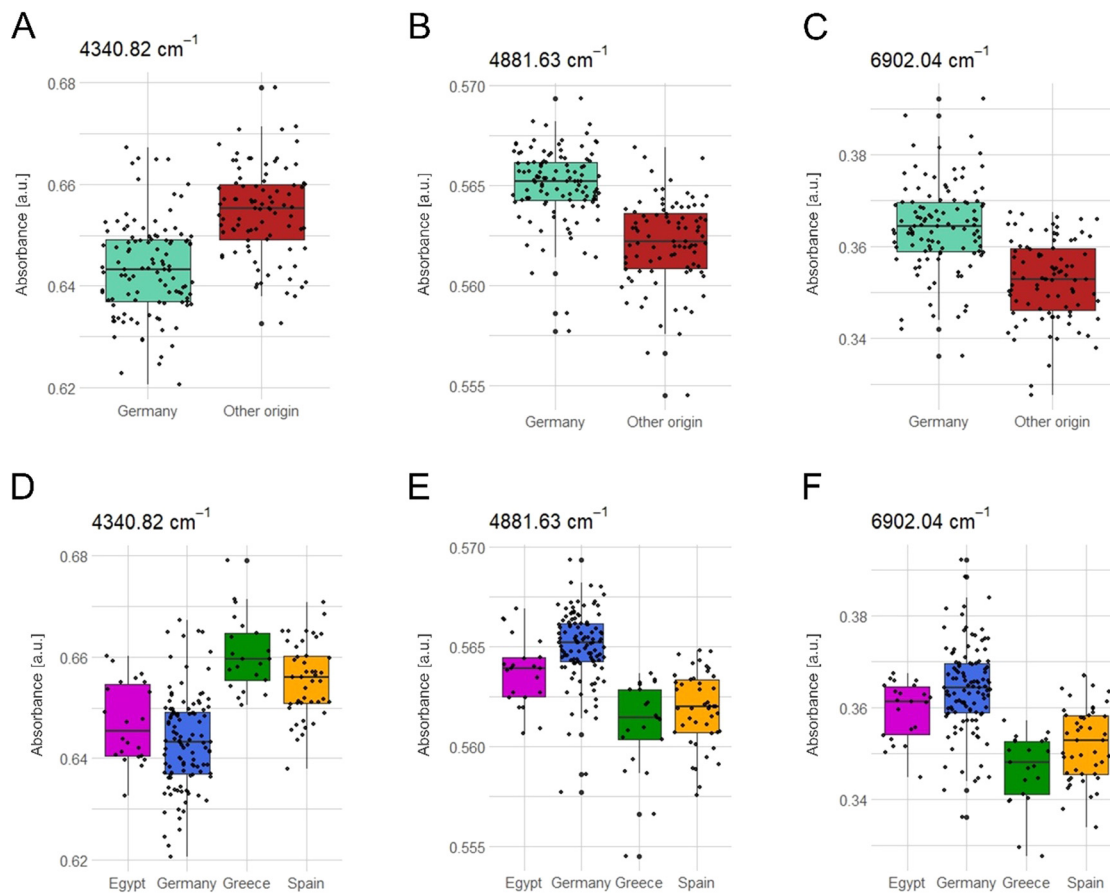 A
4340.82 cm⁻¹
Absorbance [a.u.]
0.68
0.66
0.64
0.62
Germany Other origin
B
4881.63 cm⁻¹
Absorbance [a.u.]
0.570
0.565
0.560
0.555
Germany Other origin
C
6902.04 cm⁻¹
Absorbance [a.u.]
0.38
0.36
0.34
Germany Other origin
D
4340.82 cm⁻¹
Absorbance [a.u.]
0.68
0.66
0.64
0.62
Egypt Germany Greece Spain
E
4881.63 cm⁻¹
Absorbance [a.u.]
0.570
0.565
0.560
0.555
Egypt Germany Greece Spain
F
6902.04 cm⁻¹
Absorbance [a.u.]
0.38
0.36
0.34
Egypt Germany Greece Spain